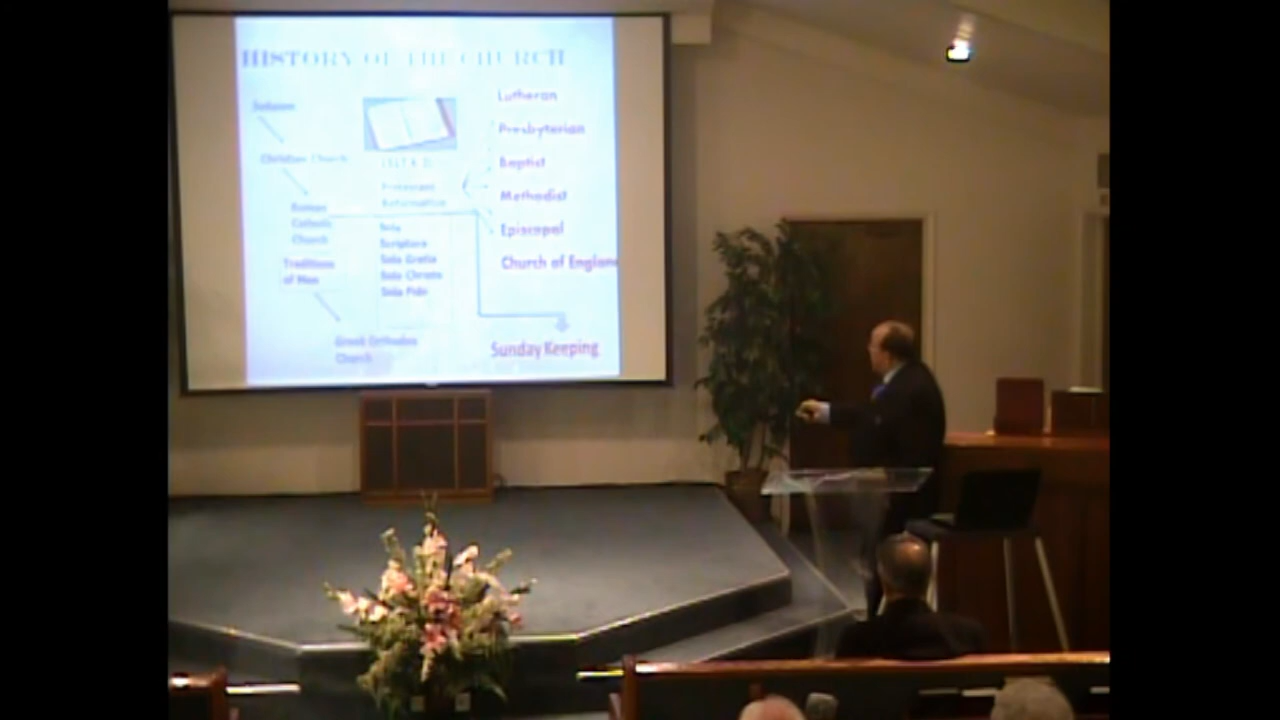 HISTORY OF THE CHURCH
Judaism
Christian Church
Roman
Catholic
Church
Traditions
of Men
Greek Orthodox
Church
Protestant
Reformation
Sola
Scriptura
Sola Gratia
Sola Christo
Sola Fide
Lutheran
Presbyterian
Baptist
Methodist
Episcopal
Church of England
Sunday Keeping